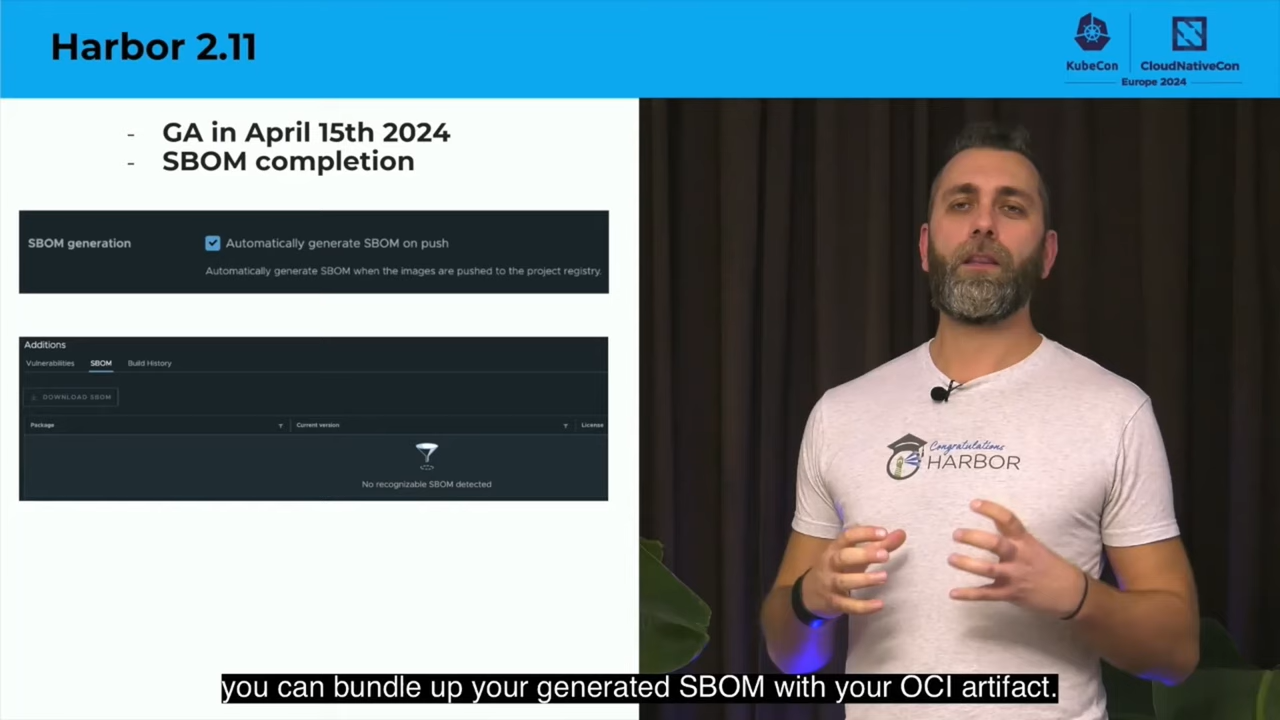 Harbor 2.11
KubeCon
CloudNativeCon
Europe 2024
- GA in April 15th 2024
- SBOM completion
SBOM generation
Automatically generate SBOM on push
Automatically generate SBOM when the images are pushed to the project registry.
Additions
Vulnerabilities SBOM Build History
DOWNLOAD SBOM
Package Current version License
No recognizable SBOM detected
Congratulations
HARBOR
you can bundle up your generated SBOM with your OCI artifact.